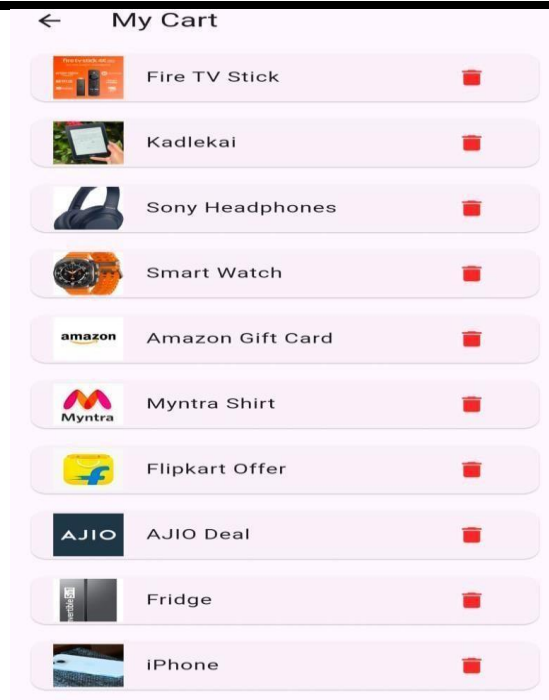 My Cart
Fire TV Stick
Kadlekai
Sony Headphones
Smart Watch
amazon
Amazon Gift Card
Myntra
Myntra Shirt
Flipkart Offer
AJIO
AJIO Deal
Fridge
iPhone